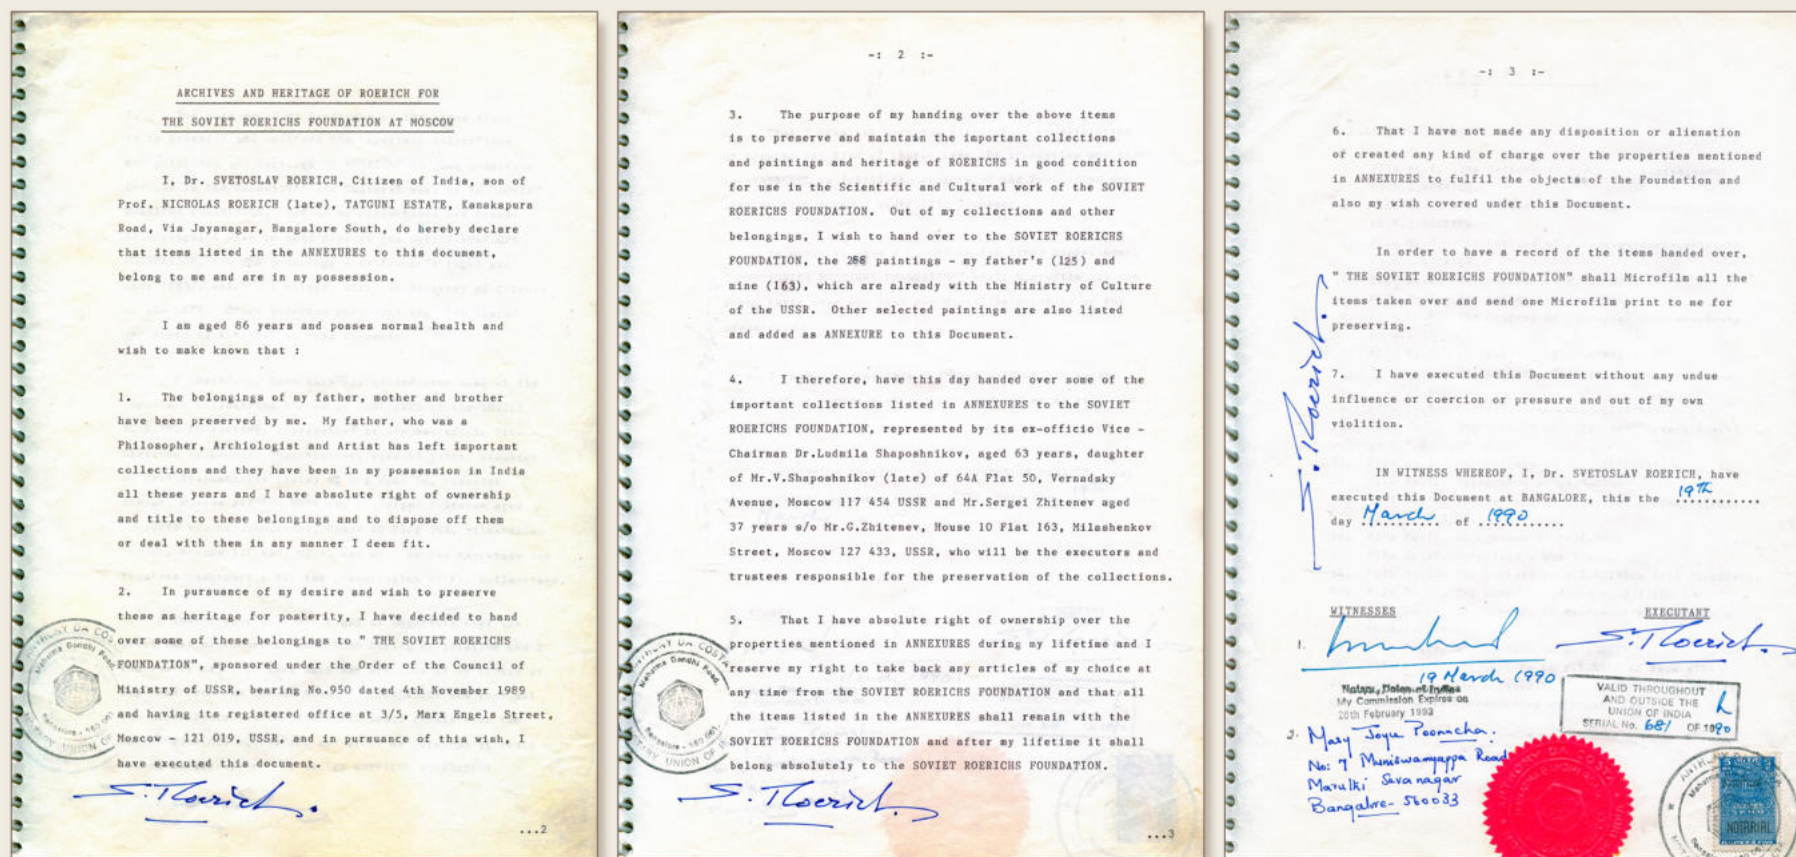 ARCHIVES AND HERITAGE OF ROERICH FOR
THE SOVIET ROERICHS FOUNDATION AT MOSCOW
I, Dr. SVETOSLAV ROERICH, Citizen of India, son of
Prof. NICHOLAS ROERICH (late), TATGUNI ESTATE, Kanakapura
Road, Via Jayanagar, Bangalore South, do hereby declare
that items listed in the ANNEXURES to this document,
belong to me and are in my possession.
I am aged 86 years and posses normal health and
wish to make known that :
1. The belongings of my father, mother and brother
have been preserved by me. My father, who was a
Philosopher, Archiologist and Artist has left important
collections and they have been in my possession in India
all these years and I have absolute right of ownership
and title to these belongings and to dispose off them
or deal with them in any manner I deem fit.
2. In pursuance of my desire and wish to preserve
these as heritage for posterity, I have decided to hand
over some of these belongings to " THE SOVIET ROERICHS
FOUNDATION", sponsored under the Order of the Council of
Ministry of USSR, bearing No.950 dated 4th November 1989
and having its registered office at 3/5, Marx Engels Street,
Moscow - 121 019, USSR, and in pursuance of this wish, I
have executed this document.
S. Roerich.
...2
-: 2 :-
3. The purpose of my handing over the above items
is to preserve and maintain the important collections
and paintings and heritage of ROERICHS in good condition
for use in the Scientific and Cultural work of the SOVIET
ROERICHS FOUNDATION. Out of my collections and other
belongings, I wish to hand over to the SOVIET ROERICHS
FOUNDATION, the 288 paintings - my father's (125) and
mine (163), which are already with the Ministry of Culture
of the USSR. Other selected paintings are also listed
and added as ANNEXURE to this Document.
4. I therefore, have this day handed over some of the
important collections listed in ANNEXURES to the SOVIET
ROERICHS FOUNDATION, represented by its ex-officio Vice -
Chairman Dr.Ludmila Shaposhnikov, aged 63 years, daughter
of Mr.V.Shaposhnikov (late) of 64A Flat 50, Vernadsky
Avenue, Moscow 117 454 USSR and Mr.Sergei Zhitenev aged
37 years s/o Mr.G.Zhitenev, House 10 Flat 163, Milashenkov
Street, Moscow 127 433, USSR, who will be the executors and
trustees responsible for the preservation of the collections.
5. That I have absolute right of ownership over the
properties mentioned in ANNEXURES during my lifetime and I
reserve my right to take back any articles of my choice at
any time from the SOVIET ROERICHS FOUNDATION and that all
the items listed in the ANNEXURES shall remain with the
SOVIET ROERICHS FOUNDATION and after my lifetime it shall
belong absolutely to the SOVIET ROERICHS FOUNDATION.
S. Roerich.
...3
-: 3 :-
6. That I have not made any disposition or alienation
or created any kind of charge over the properties mentioned
in ANNEXURES to fulfil the objects of the Foundation and
also my wish covered under this Document.
In order to have a record of the items handed over,
" THE SOVIET ROERICHS FOUNDATION" shall Microfilm all the
items taken over and send one Microfilm print to me for
preserving.
7. I have executed this Document without any undue
influence or coercion or pressure and out of my own
violition.
S. Roerich.
IN WITNESS WHEREOF, I, Dr. SVETOSLAV ROERICH, have
executed this Document at BANGALORE, this the 19th
day March of 1990
WITNESSES
EXECUTANT
1.
S. Roerich.
19 March 1990
Notary, Union of India
My Commission Expires on
28th February 1993
VALID THROUGHOUT
AND OUTSIDE THE
UNION OF INDIA
SERIAL No. 681 OF 1990
2. Mary Joyce Poonacha.
No: 7 Muniswamyappa Road
Maruthi Sevanagar
Bangalore- 560033
NOTARIAL